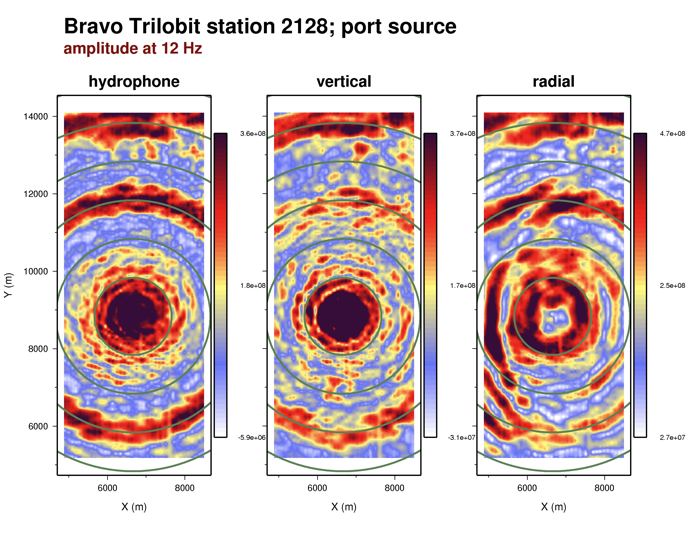 Bravo Trilobit station 2128; port source
amplitude at 12 Hz
hydrophone vertical radial
14000 3.6e+08 3.7e+08 4.7e+08
12000
10000 1.8e+08 1.7e+08 2.5e+08
Y (m)
8000
6000 -5.9e+06 -3.1e+07 2.7e+07
6000 8000 6000 8000 6000 8000
X (m) X (m) X (m)